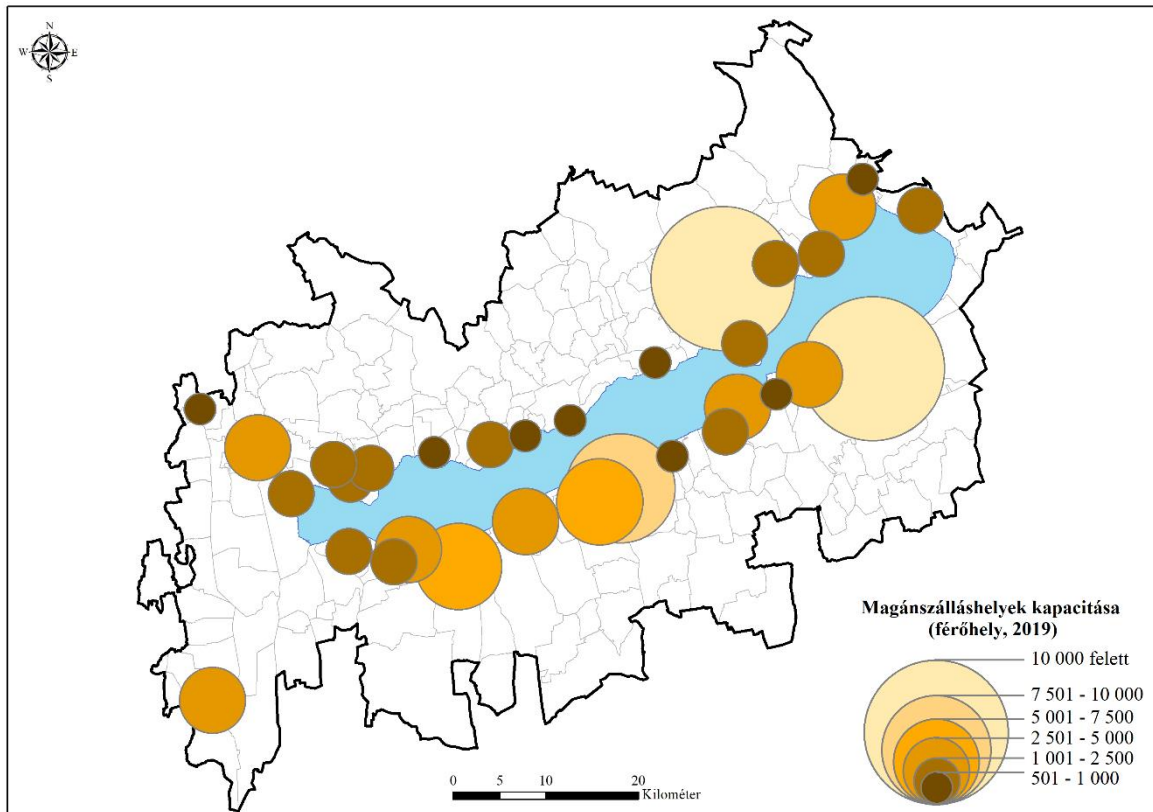 N
W E
S
Magánszálláshelyek kapacitása
(férőhely, 2019)
10 000 felett
7 501 - 10 000
5 001 - 7 500
2 501 - 5 000
1 001 - 2 500
501 - 1 000
0 5 10 20
Kilométer